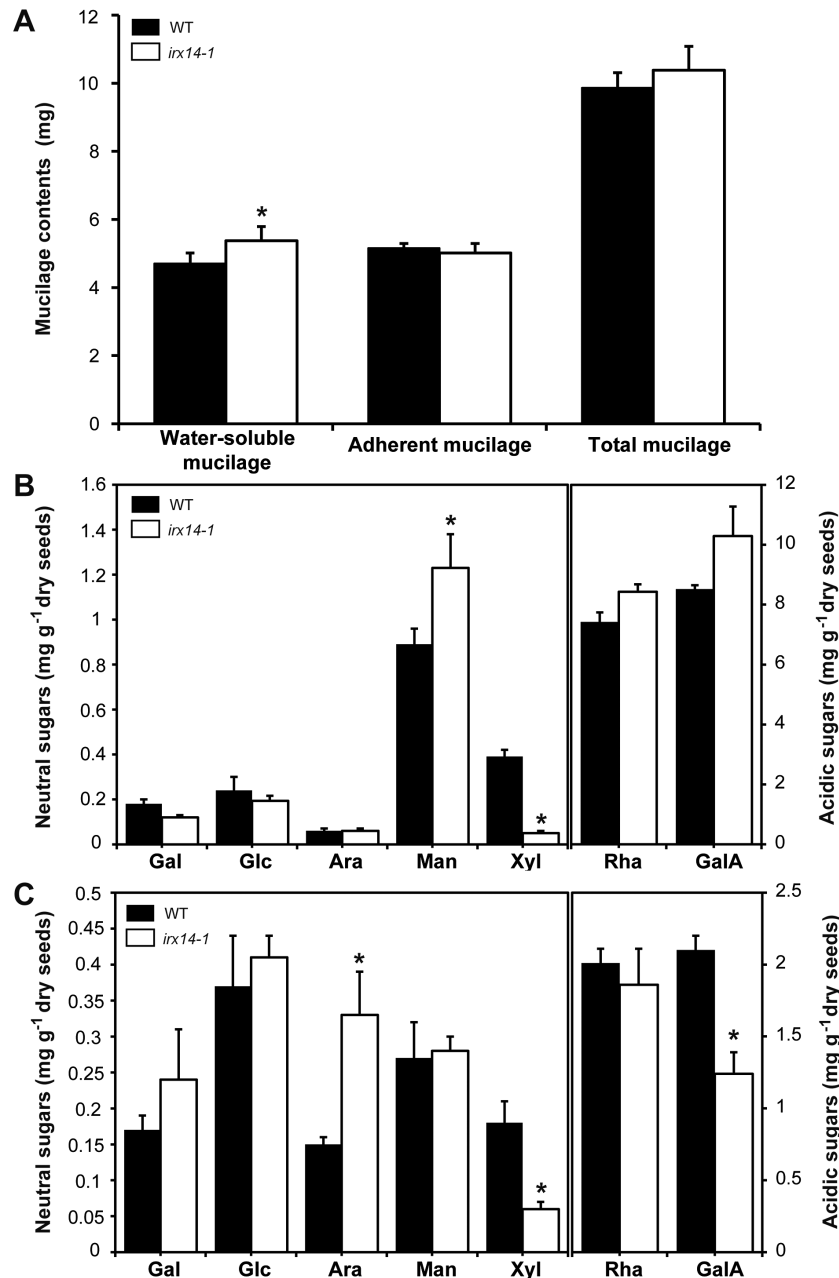 A
WT
irx14-1
Mucilage contents (mg)
12
10
8
6
4
2
0
*
Water-soluble
mucilage
Adherent mucilage
Total mucilage
B
WT
irx14-1
Neutral sugars (mg g-1 dry seeds)
1.6
1.4
1.2
1
0.8
0.6
0.4
0.2
0
*
*
Gal
Glc
Ara
Man
Xyl
Rha
GalA
12
10
8
6
4
2
0
Acidic sugars (mg g-1 dry seeds)
C
WT
irx14-1
Neutral sugars (mg g-1 dry seeds)
0.5
0.45
0.4
0.35
0.3
0.25
0.2
0.15
0.1
0.05
0
*
*
*
Gal
Glc
Ara
Man
Xyl
Rha
GalA
2.5
2
1.5
1
0.5
0
Acidic sugars (mg g-1 dry seeds)